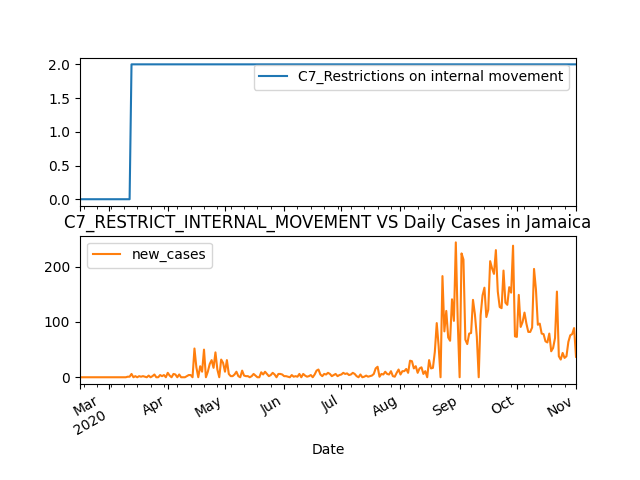 2.0
1.5
1.0
0.5
0.0
C7_Restrictions on internal movement
C7_RESTRICT_INTERNAL_MOVEMENT VS Daily Cases in Jamaica
200
100
0
new_cases
Mar
2020
Apr
May
Jun
Jul
Aug
Sep
Oct
Nov
Date